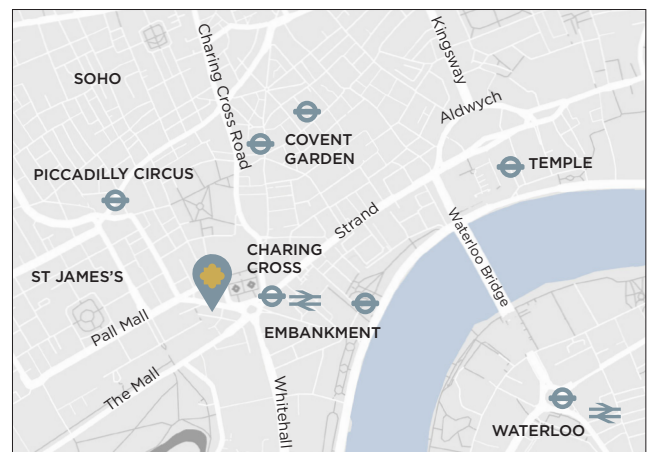 SOHO
Charing Cross Road
Kingsway
Aldwych
COVENT
GARDEN
TEMPLE
PICCADILLY CIRCUS
Strand
Waterloo Bridge
CHARING
CROSS
ST JAMES'S
EMBANKMENT
Pall Mall
The Mall
Whitehall
WATERLOO